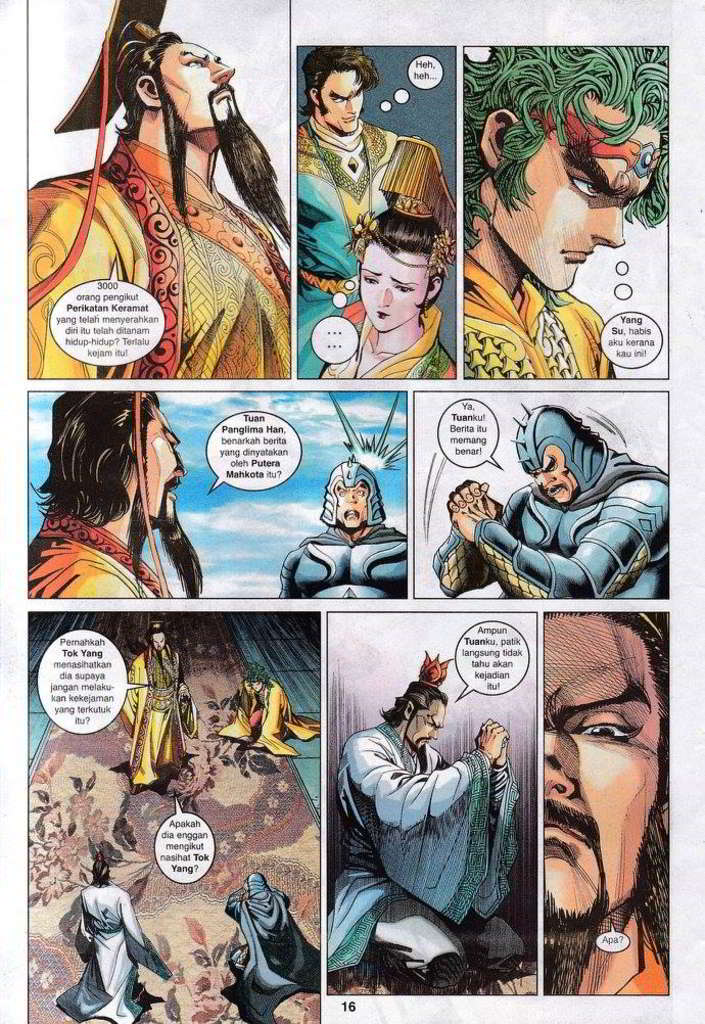 3000
orang pengikut
Perikatan Keramat
yang telah menyerahkan
diri itu telah ditanam
hidup-hidup? Terlalu
kejam itu!
Heh,
heh...
...
...
Yang
Su, habis
aku kerana
kau ini!
Tuan
Panglima Han,
benarkah berita
yang dinyatakan
oleh Putera
Mahkota itu?
Ya,
Tuanku!
Berita itu
memang
benar!
Pernahkah
Tok Yang
menasihatkan
dia supaya
jangan melaku-
kan kekejaman
yang terkutuk
itu?
Apakah
dia enggan
mengikut
nasihat Tok
Yang?
Ampun
Tuanku, patik
langsung tidak
tahu akan
kejadian
itu!
Apa?
16